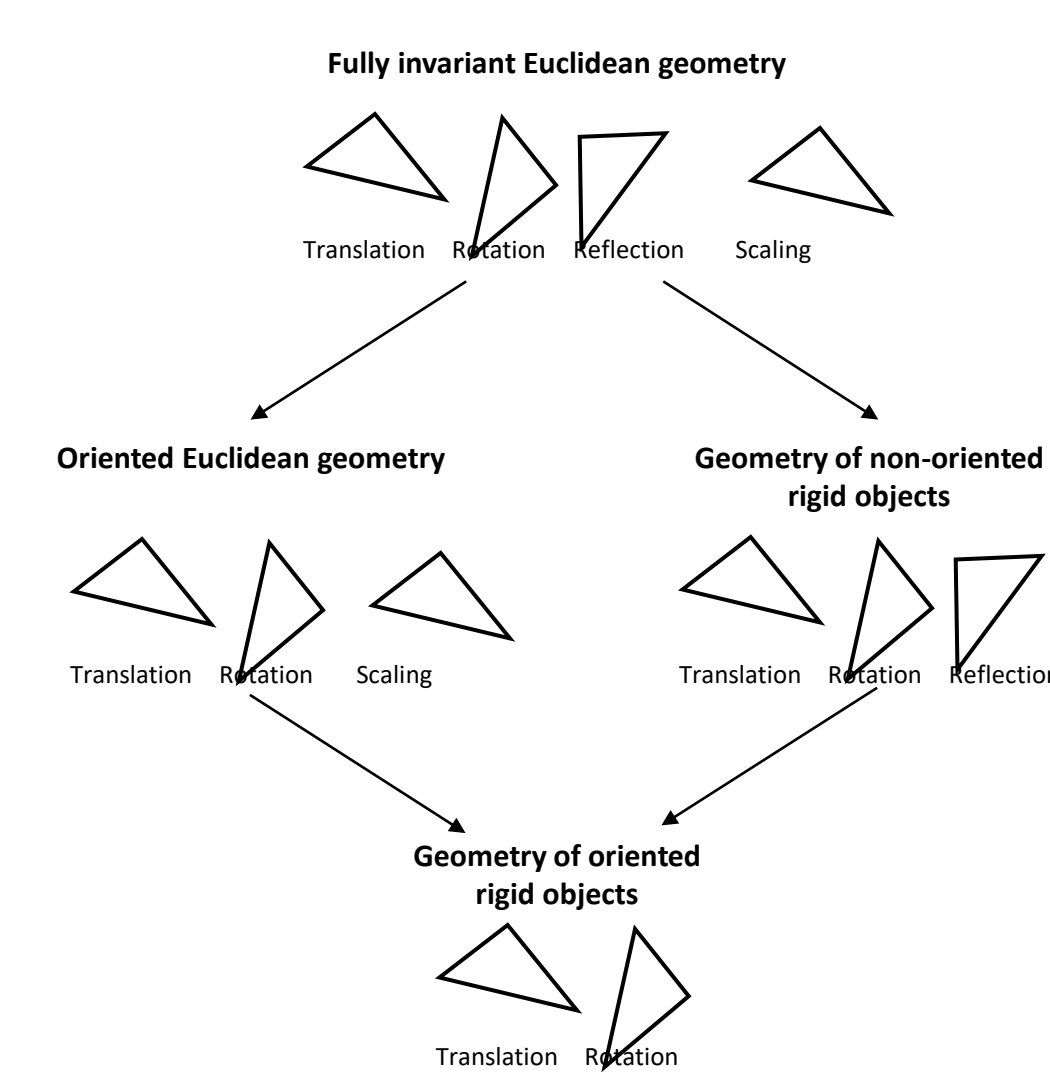 Fully invariant Euclidean geometry
Translation Rotation Reflection Scaling
Oriented Euclidean geometry
Geometry of non-oriented
rigid objects
Translation Rotation Scaling
Translation Rotation Reflection
Geometry of oriented
rigid objects
Translation Rotation